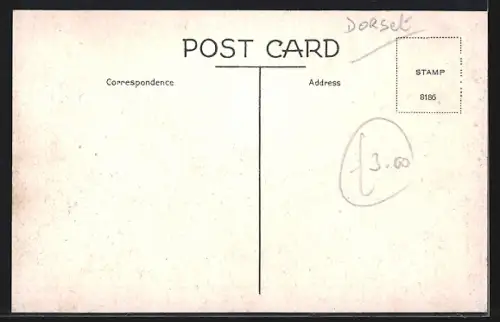 Dorset
POST CARD
Correspondence
Address
STAMP
8186
£3.00